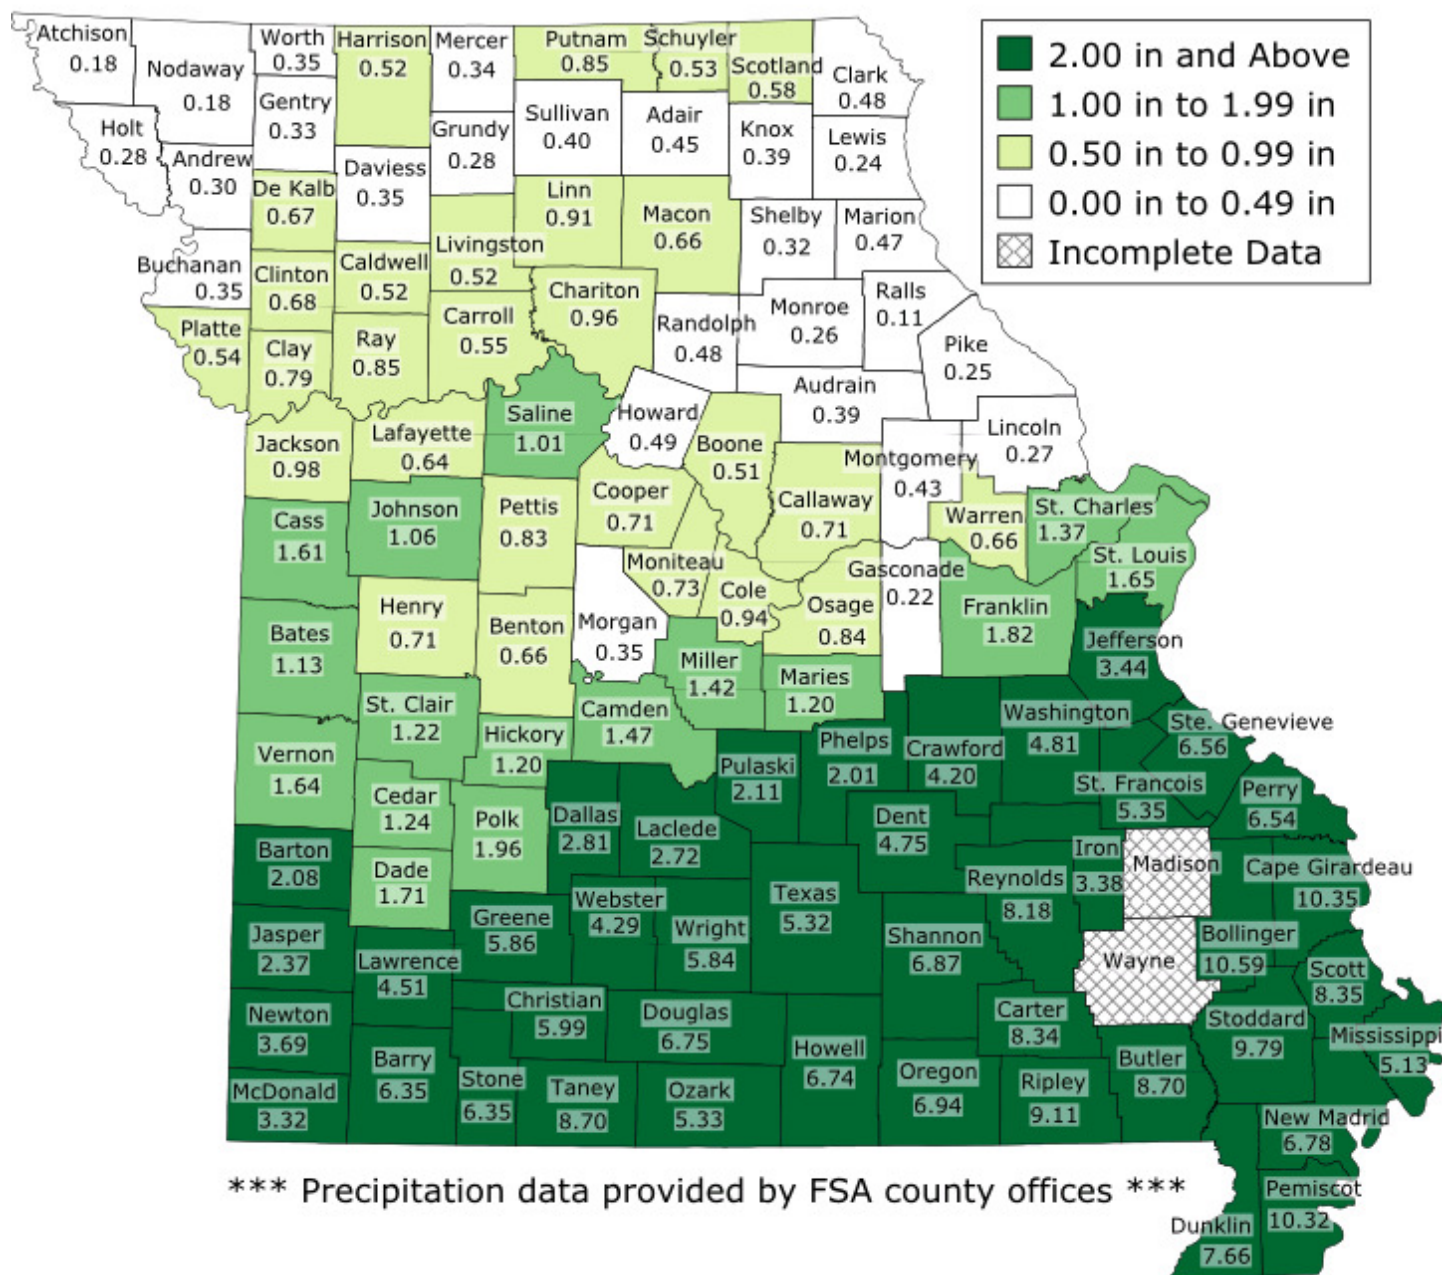 Atchison
0.18
Nodaway
0.18
Worth
0.35
Harrison
0.52
Mercer
0.34
Putnam
0.85
Schuyler
0.53
Scotland
0.58
Clark
0.48
2.00 in and Above
1.00 in to 1.99 in
0.50 in to 0.99 in
0.00 in to 0.49 in
Incomplete Data
Holt
0.28
Andrew
0.30
Gentry
0.33
De Kalb
0.67
Daviess
0.35
Grundy
0.28
Sullivan
0.40
Adair
0.45
Knox
0.39
Lewis
0.24
Buchanan
0.35
Clinton
0.68
Caldwell
0.52
Livingston
0.52
Linn
0.91
Macon
0.66
Shelby
0.32
Marion
0.47
Platte
0.54
Clay
0.79
Ray
0.85
Carroll
0.55
Chariton
0.96
Randolph
0.48
Monroe
0.26
Ralls
0.11
Pike
0.25
Jackson
0.98
Lafayette
0.64
Saline
1.01
Howard
0.49
Boone
0.51
Audrain
0.39
Callaway
0.71
Montgomery
0.43
Lincoln
0.27
Warren
0.66
St. Charles
1.37
St. Louis
1.65
Cass
1.61
Johnson
1.06
Pettis
0.83
Cooper
0.71
Moniteau
0.73
Cole
0.94
Osage
0.84
Gasconade
0.22
Franklin
1.82
Jefferson
3.44
Bates
1.13
Henry
0.71
Benton
0.66
Morgan
0.35
Miller
1.42
Maries
1.20
Vernon
1.64
St. Clair
1.22
Hickory
1.20
Camden
1.47
Pulaski
2.11
Phelps
2.01
Crawford
4.20
Washington
4.81
Ste. Genevieve
6.56
St. Francois
5.35
Perry
6.54
Barton
2.08
Cedar
1.24
Dade
1.71
Polk
1.96
Dallas
2.81
Laclede
2.72
Dent
4.75
Iron
3.38
Madison
Cape Girardeau
10.35
Jasper
2.37
Lawrence
4.51
Greene
5.86
Webster
4.29
Wright
5.84
Texas
5.32
Reynolds
8.18
Shannon
6.87
Wayne
Bollinger
10.59
Scott
8.35
Newton
3.69
Barry
6.35
Christian
5.99
Douglas
6.75
Howell
6.74
Carter
8.34
Butler
8.70
Stoddard
9.79
Mississippi
5.13
McDonald
3.32
Stone
6.35
Taney
8.70
Ozark
5.33
Oregon
6.94
Ripley
9.11
New Madrid
6.78
*** Precipitation data provided by FSA county offices ***
Pemiscot
10.32
Dunklin
7.66